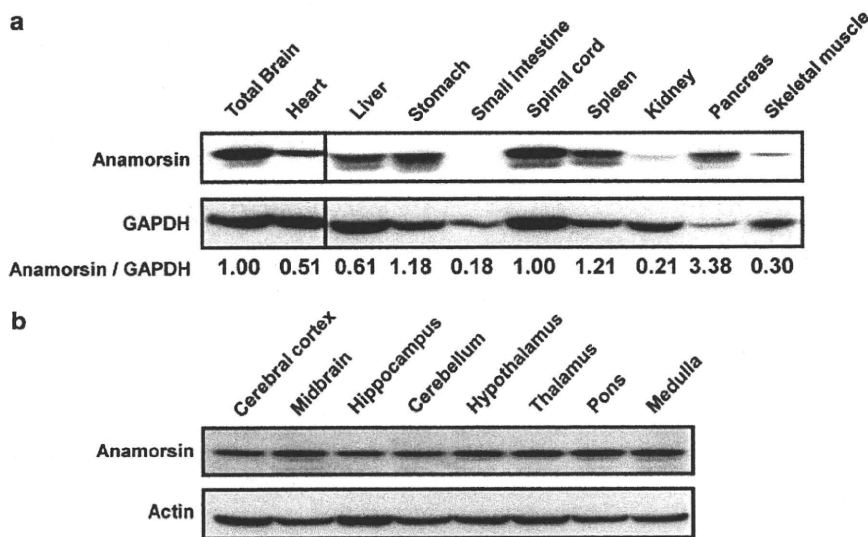 a
Total Brain Heart Liver Stomach Small intestine Spinal cord Spleen Kidney Pancreas Skeletal muscle
Anamorsin
GAPDH
Anamorsin / GAPDH 1.00 0.51 0.61 1.18 0.18 1.00 1.21 0.21 3.38 0.30
b
Cerebral cortex Midbrain Hippocampus Cerebellum Hypothalamus Thalamus Pons Medulla
Anamorsin
Actin